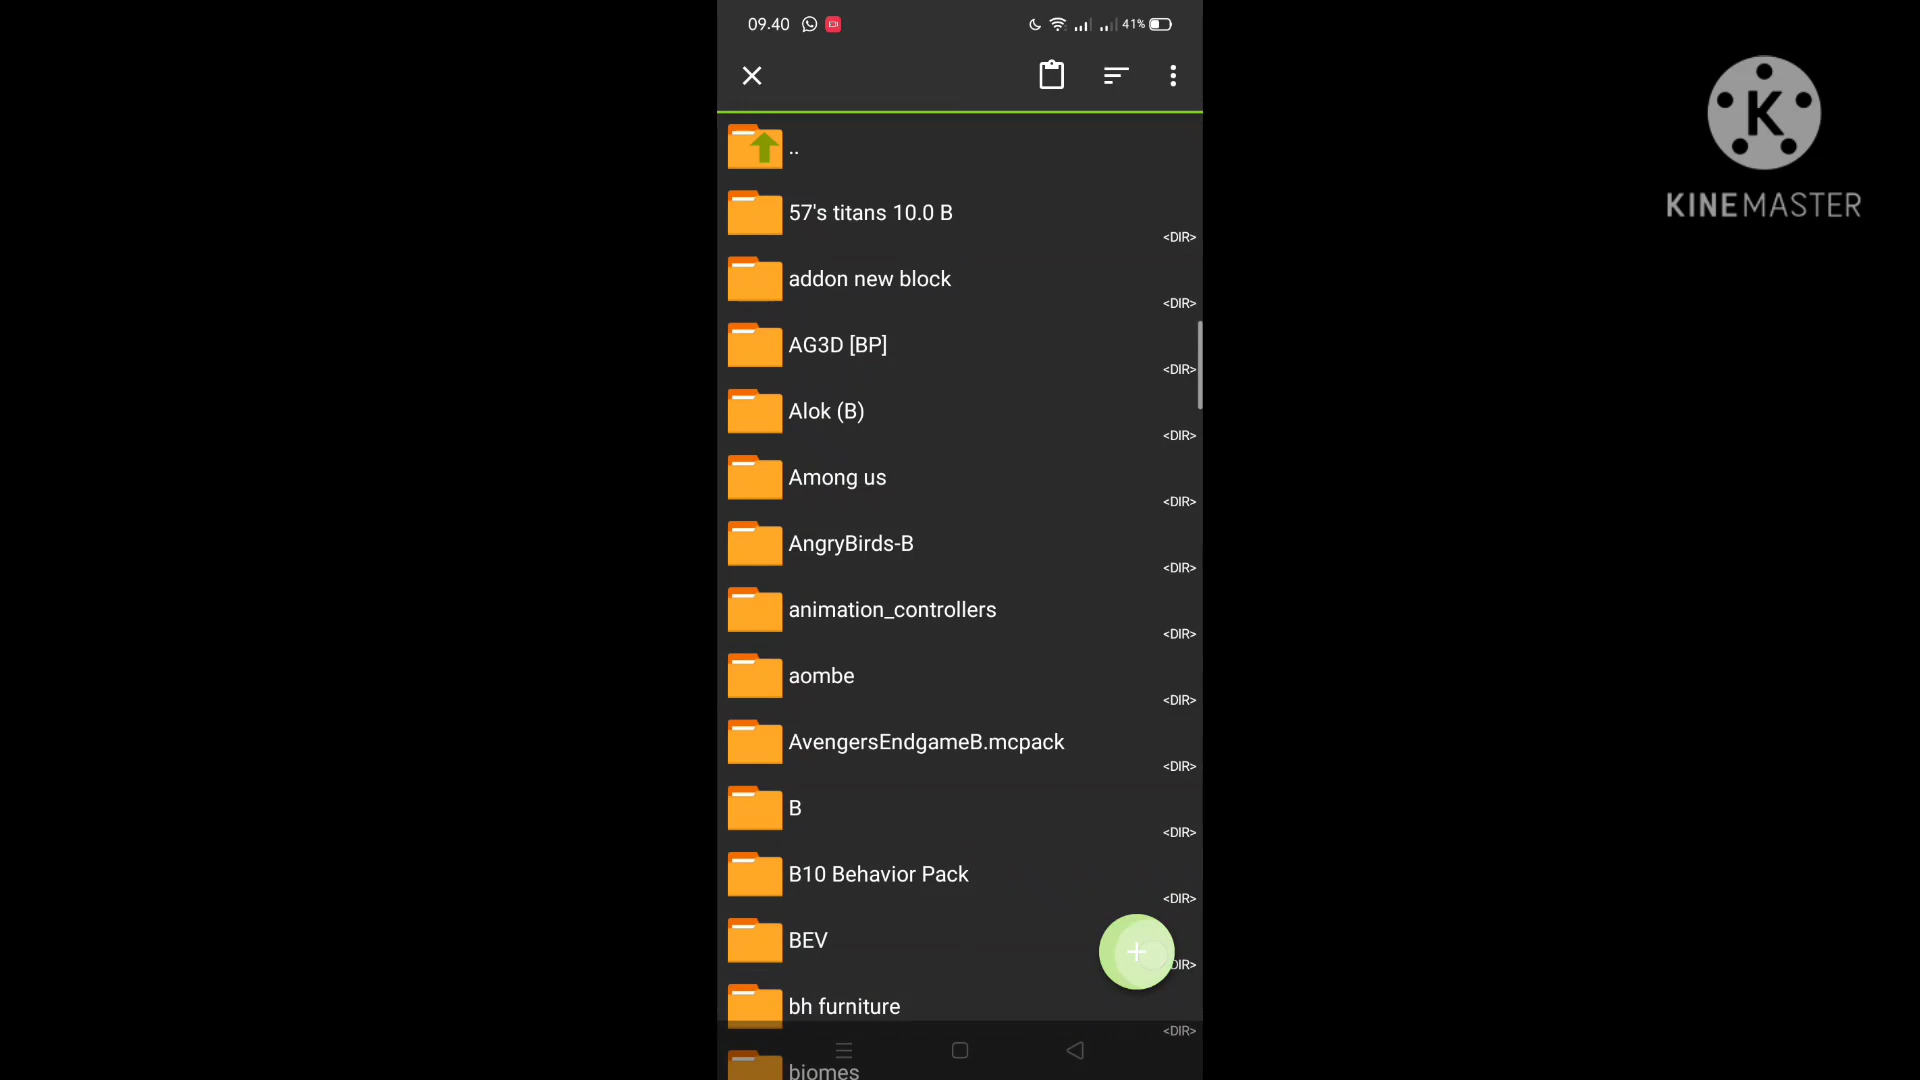 09.40
41%
K
KINEMASTER
..
57's titans 10.0 B
<DIR>
addon new block
<DIR>
AG3D [BP]
<DIR>
Alok (B)
<DIR>
Among us
<DIR>
AngryBirds-B
<DIR>
animation_controllers
<DIR>
aombe
<DIR>
AvengersEndgameB.mcpack
<DIR>
B
<DIR>
B10 Behavior Pack
<DIR>
BEV
DIR>
bh furniture
<DIR>
biomes